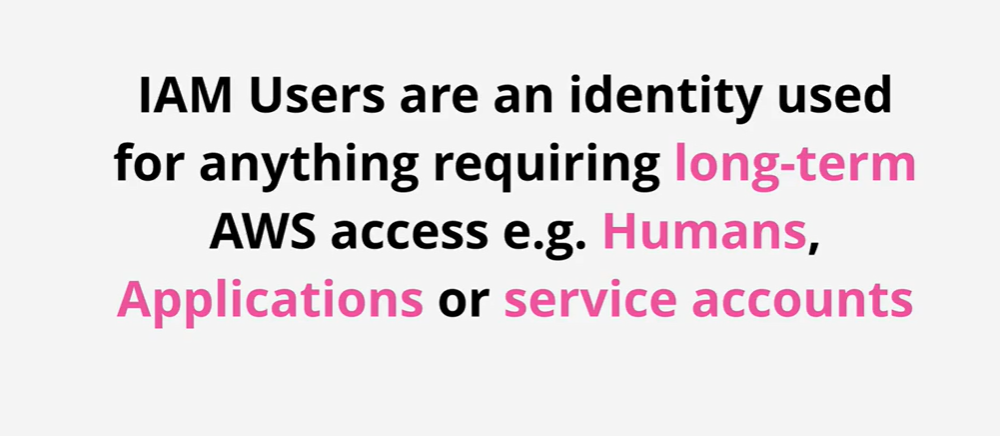 IAM Users are an identity used
for anything requiring long-term
AWS access e.g. Humans,
Applications or service accounts